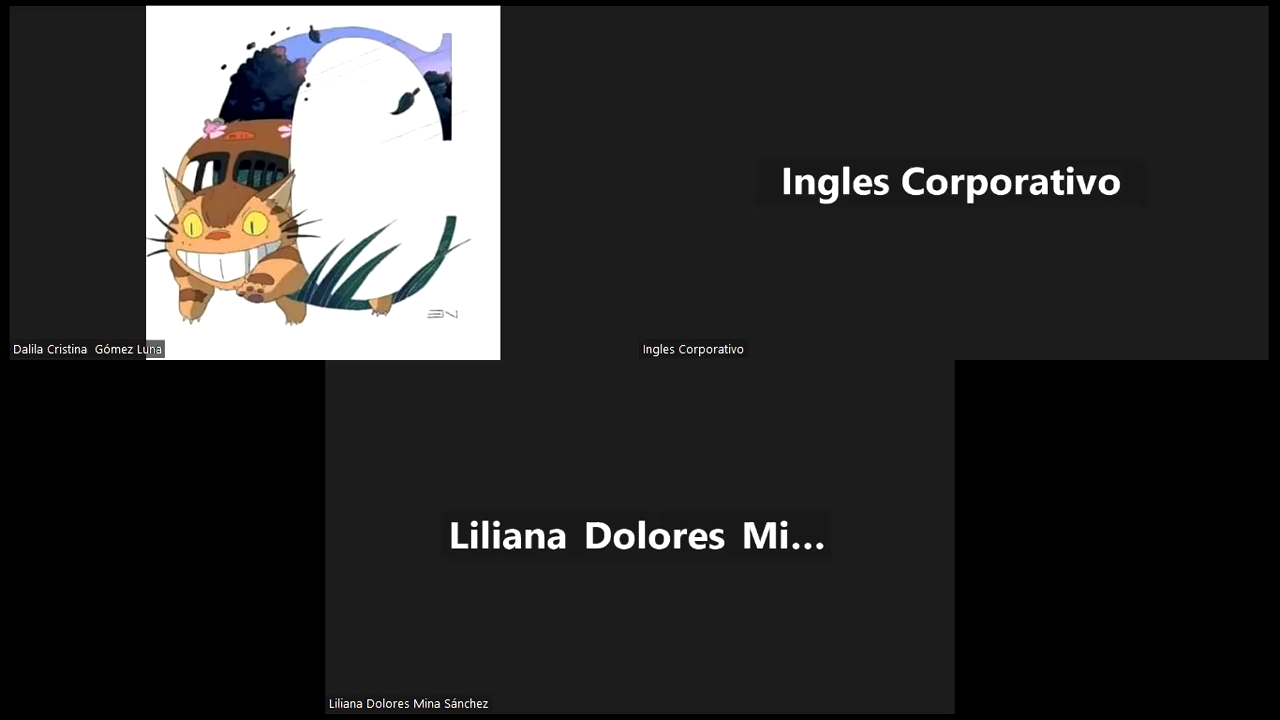 Ingles Corporativo
Dalila Cristina  Gómez Luna
Ingles Corporativo
Liliana Dolores Mi...
Liliana Dolores Mina Sánchez